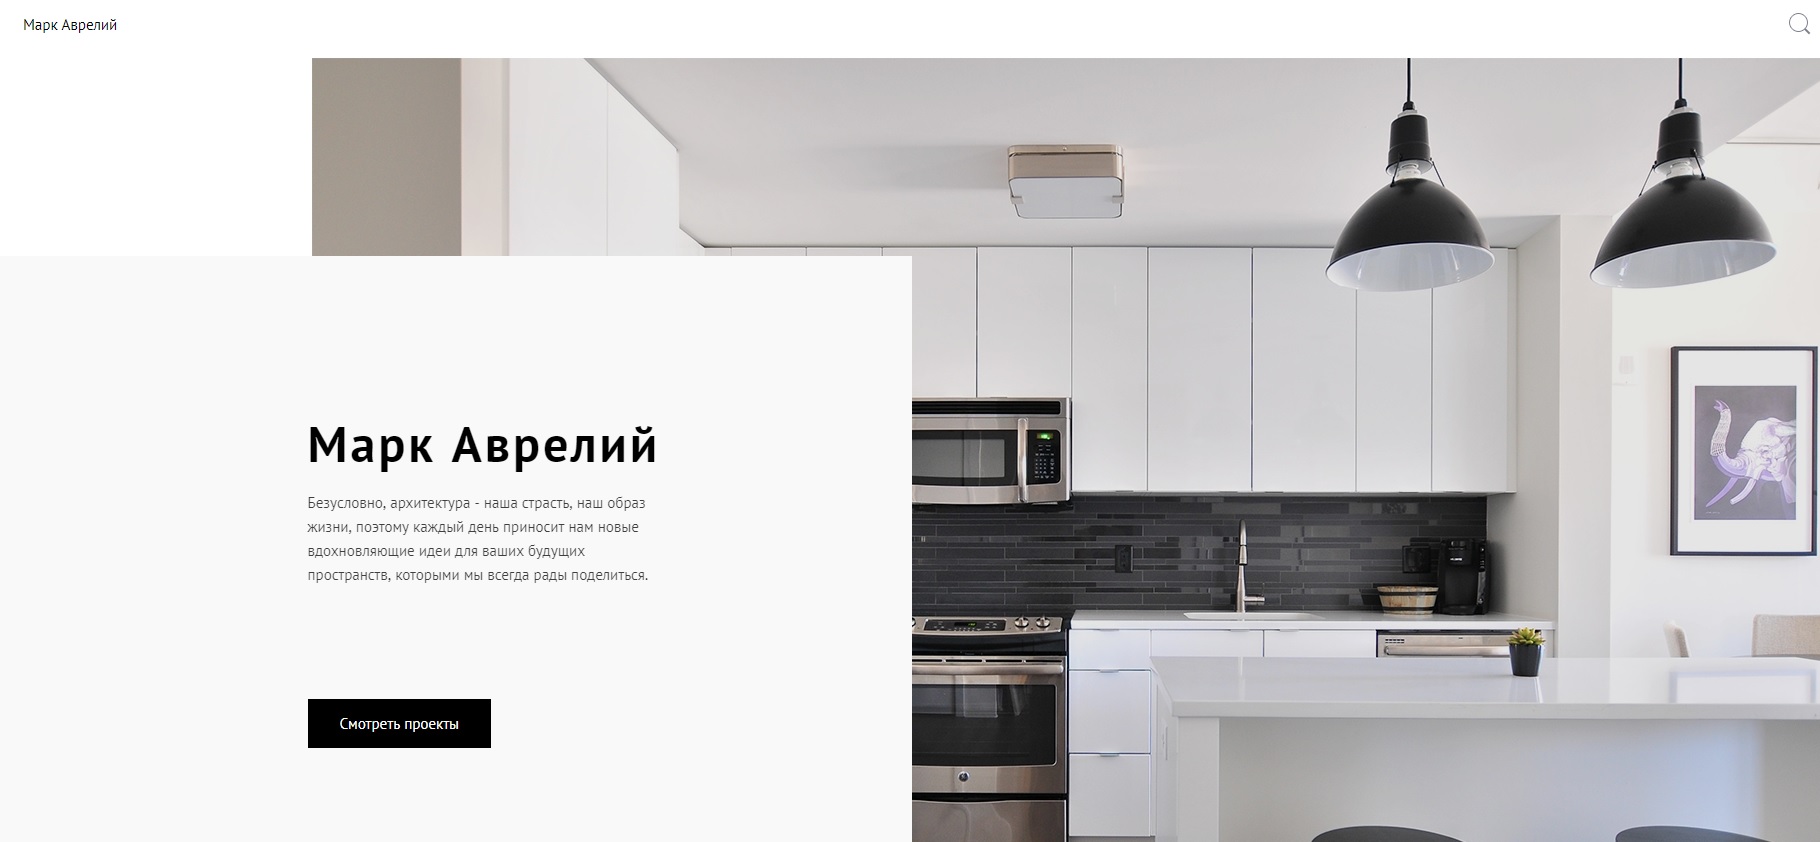 Марк Аврелий
Марк Аврелий
Безусловно, архитектура - наша страсть, наш образ
жизни, поэтому каждый день приносит нам новые
вдохновляющие идеи для ваших будущих
пространств, которыми мы всегда рады поделиться.
Смотреть проекты